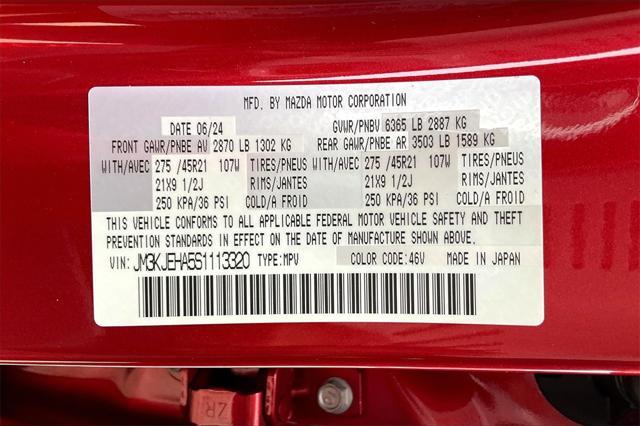 MFD. BY MAZDA MOTOR CORPORATION
DATE 06/24 GVWR/PNBV 6365 LB 2887 KG
FRONT GAWR/PNBE AV 2870 LB 1302 KG REAR GAWR/PNBE AR 3503 LB 1589 KG
WITH/AVEC 275 /45R21 107W TIRES/PNEUS WITH/AVEC 275 /45R21 107W TIRES/PNEUS
21X9 1/2J RIMS/JANTES 21X9 1/2J RIMS/JANTES
250 KPA/36 PSI COLD/A FROID 250 KPA/36 PSI COLD/A FROID
THIS VEHICLE CONFORMS TO ALL APPLICABLE FEDERAL MOTOR VEHICLE SAFETY AND THEFT
PREVENTION STANDARDS IN EFFECT ON THE DATE OF MANUFACTURE SHOWN ABOVE.
VIN: JM3KJEHA5S1113320 TYPE:MPV COLOR CODE:46V MADE IN JAPAN
2R